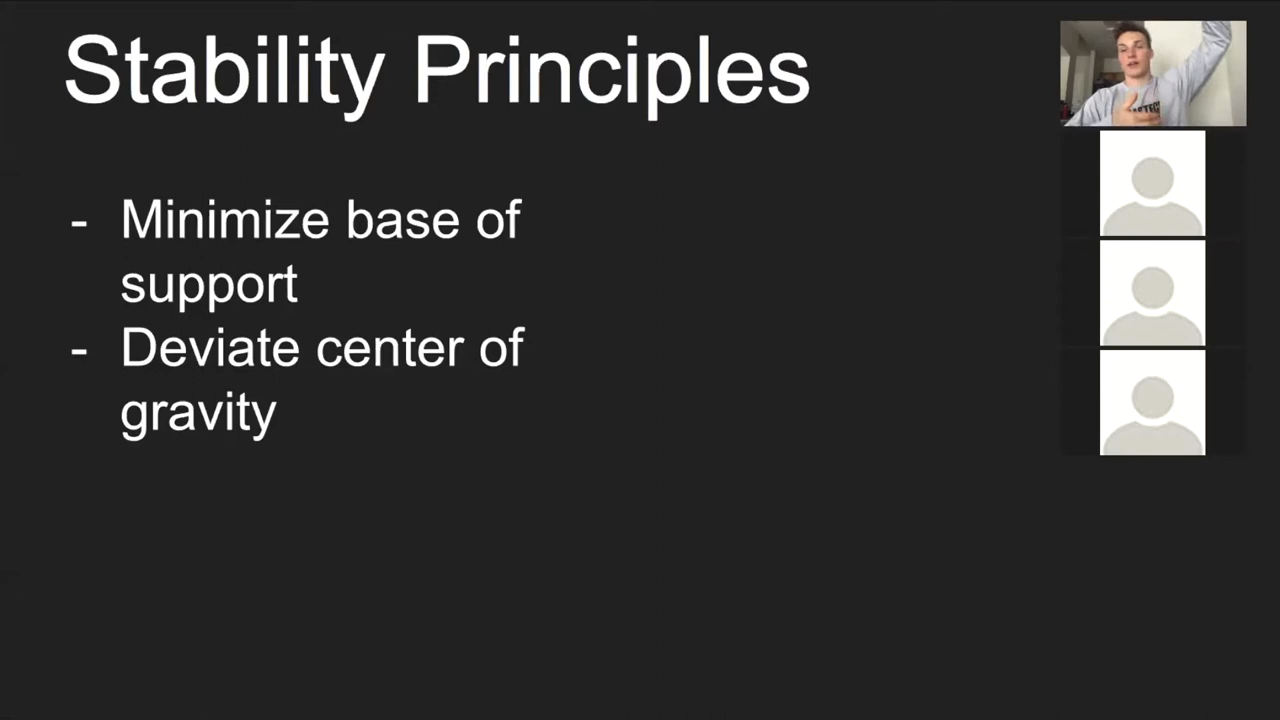 Stability Principles
- Minimize base of
support
- Deviate center of
gravity